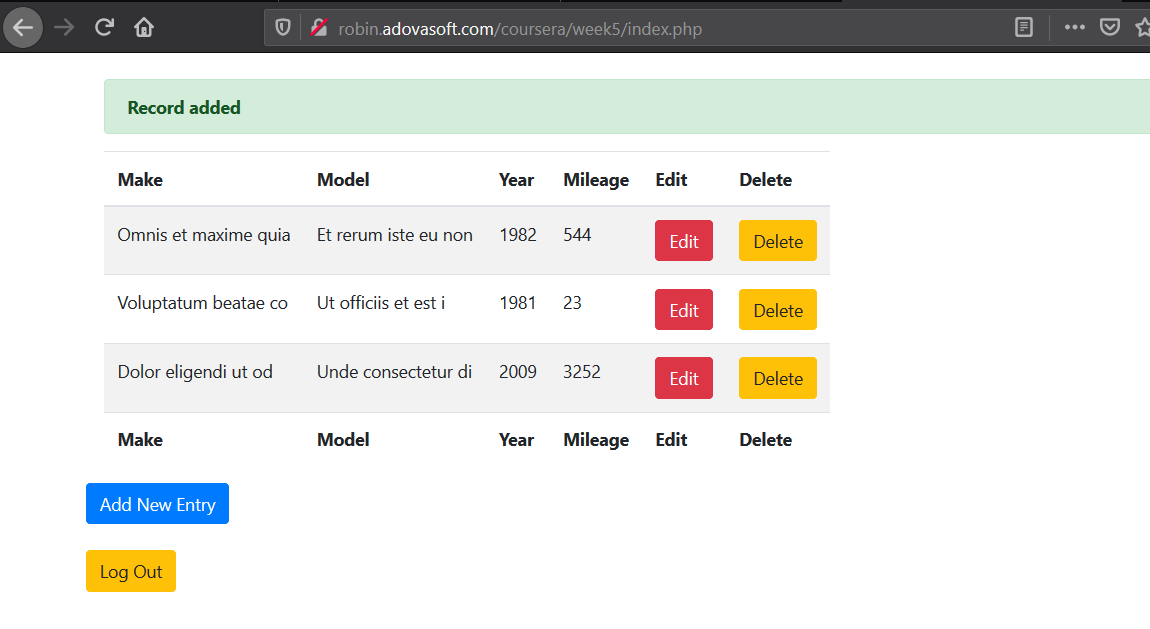 robin.adovasoft.com/coursera/week5/index.php
Record added
Make Model Year Mileage Edit Delete
Omnis et maxime quia Et rerum iste eu non 1982 544 Edit Delete
Voluptatum beatae co Ut officiis et est i 1981 23 Edit Delete
Dolor eligendi ut od Unde consectetur di 2009 3252 Edit Delete
Make Model Year Mileage Edit Delete
Add New Entry
Log Out